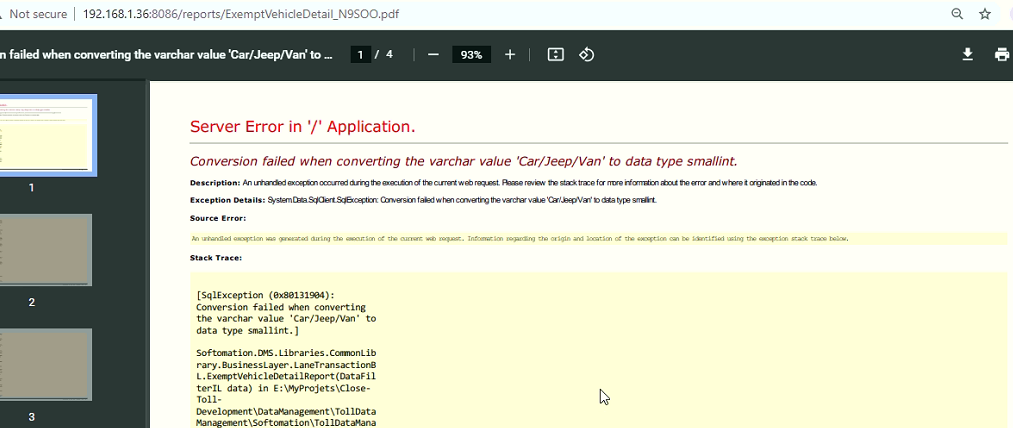 Not secure 192.168.1.36:8086/reports/ExemptVehicleDetail_N9SOO.pdf
n failed when converting the varchar value 'Car/Jeep/Van' to ... 1 / 4 — 93% +
Server Error in '/' Application.
Conversion failed when converting the varchar value 'Car/Jeep/Van' to data type smallint.
Description: An unhandled exception occurred during the execution of the current web request. Please review the stack trace for more information about the error and where it originated in the code.
Exception Details: System.Data.SqlClient.SqlException: Conversion failed when converting the varchar value 'Car/Jeep/Van' to data type smallint.
Source Error:
An unhandled exception was generated during the execution of the current web request. Information regarding the origin and location of the exception can be identified using the exception stack trace below.
Stack Trace:
[SqlException (0x80131904):
Conversion failed when converting
the varchar value 'Car/Jeep/Van' to
data type smallint.]
Softomation.DMS.Libraries.CommonLib
rary.BusinessLayer.LaneTransactionB
L.ExemptVehicleDetailReport(DataFil
terIL data) in E:\MyProjets\Close-
Toll-
Development\DataManagement\TollData
Management\Softomation\TollDataMana
1
2
3